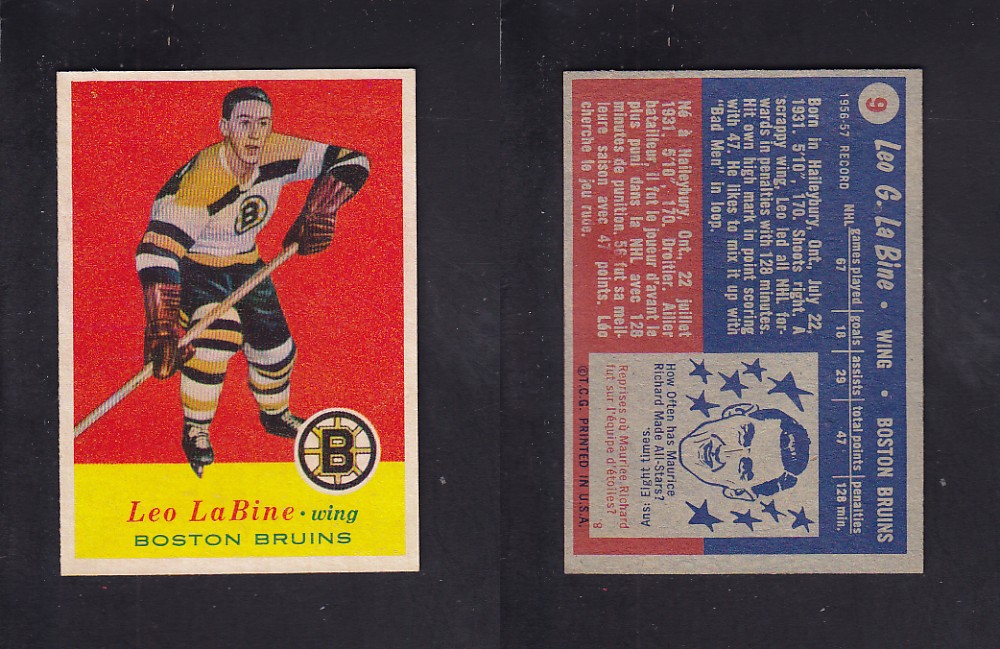 B
B
Leo LaBine • wing
BOSTON BRUINS
9
Leo G. LaBine • WING • BOSTON BRUINS
1956-57 RECORD
games played goals assists total points penalties
NHL 67 18 29 47 128 min.
Born in Haileybury, Ont., July 22,
1931. 5'10", 170. Shoots right. A
scrappy wing, Leo led all NHL for-
wards in penalties with 128 minutes.
Hit own high mark in point scoring
with 47. He likes to mix it up with
"Bad Men" in loop.
Né à Haileybury, Ont., 22 juillet
1931. 5'10", 170. Droitier. Ailier
batailleur, il fut le joueur d'avant le
plus puni dans la NHL avec 128
minutes de punition. 56 fut sa meil-
leure saison avec 47 points. Léo
cherche le jeu rude.
How Often has Maurice
Richard Made All-Stars?
Ans: Eight times.
Reprises où Maurice Richard
fut sur l'équipe d'étoiles?
8
©T.C.G. PRINTED IN U.S.A.